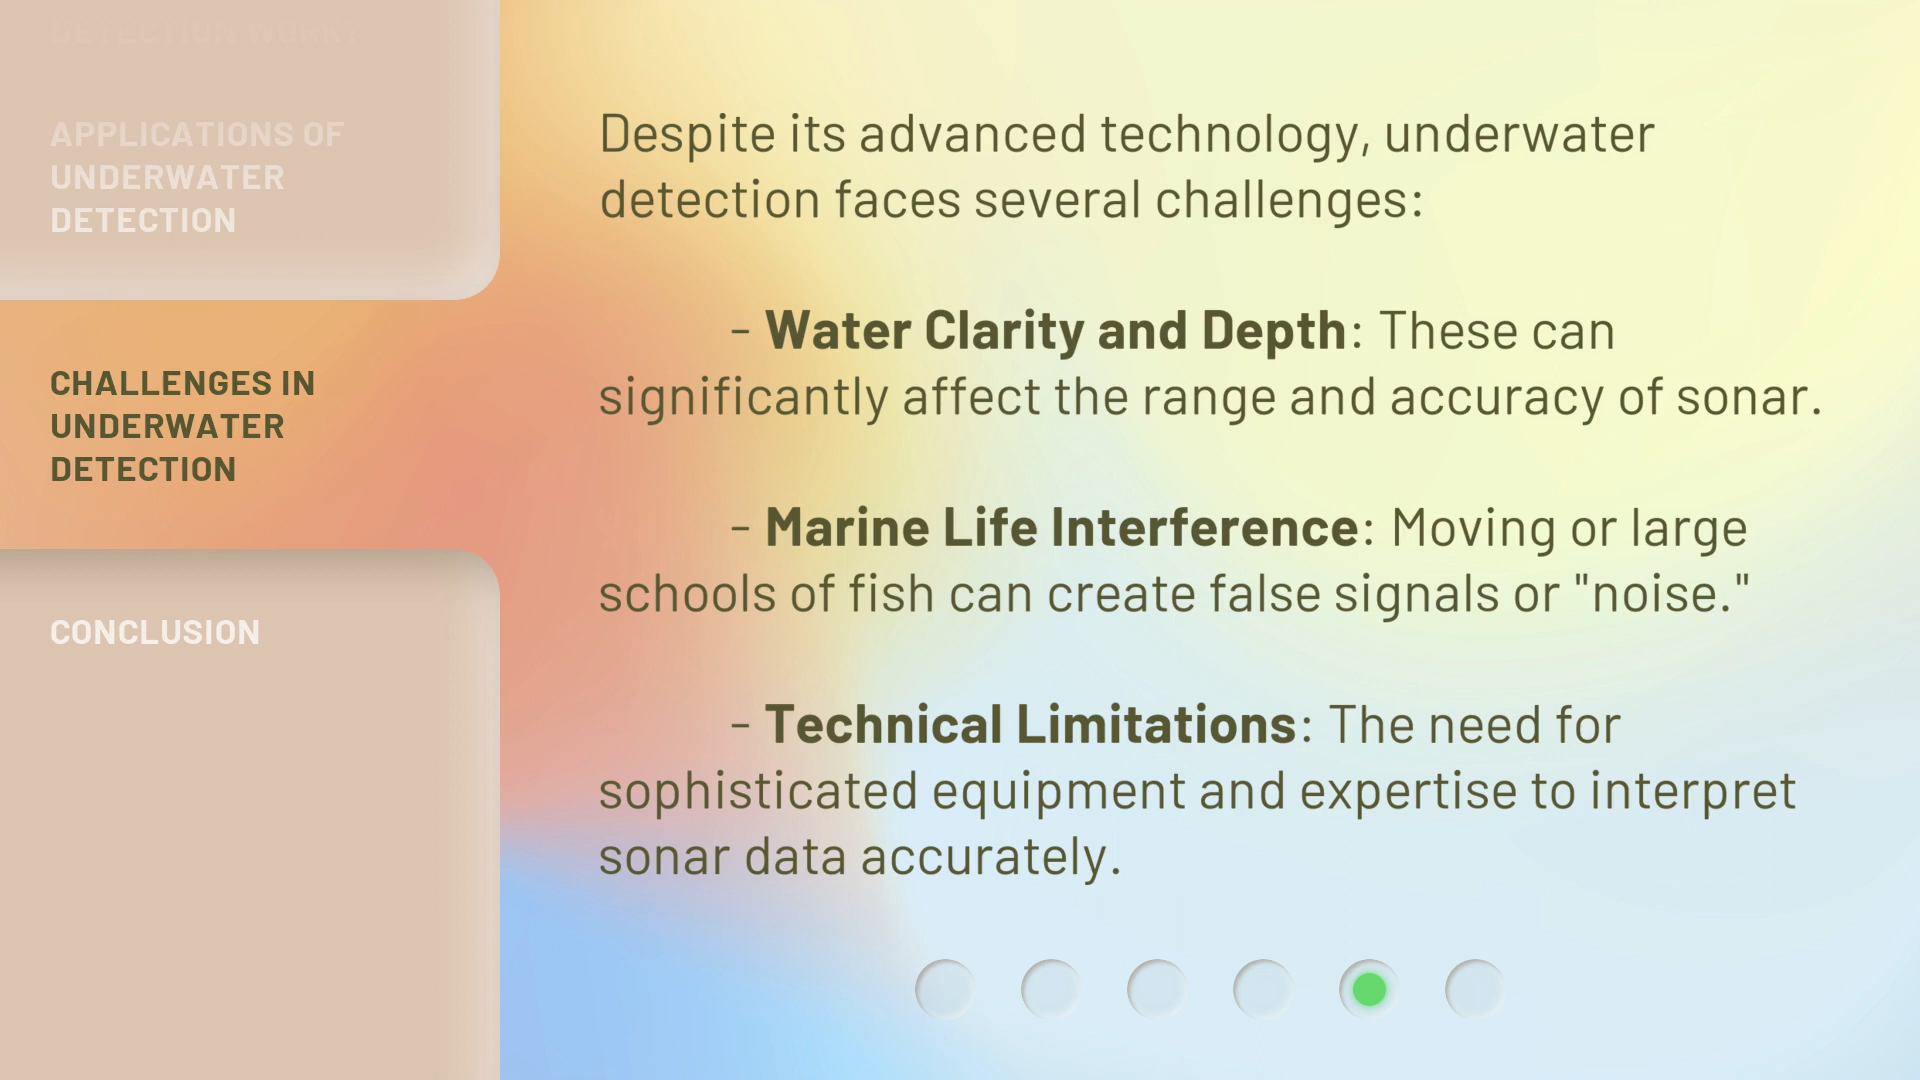 DETECTION WORK?
APPLICATIONS OF
UNDERWATER
DETECTION
CHALLENGES IN
UNDERWATER
DETECTION
CONCLUSION
Despite its advanced technology, underwater
detection faces several challenges:
- Water Clarity and Depth: These can
significantly affect the range and accuracy of sonar.
- Marine Life Interference: Moving or large
schools of fish can create false signals or "noise."
- Technical Limitations: The need for
sophisticated equipment and expertise to interpret
sonar data accurately.